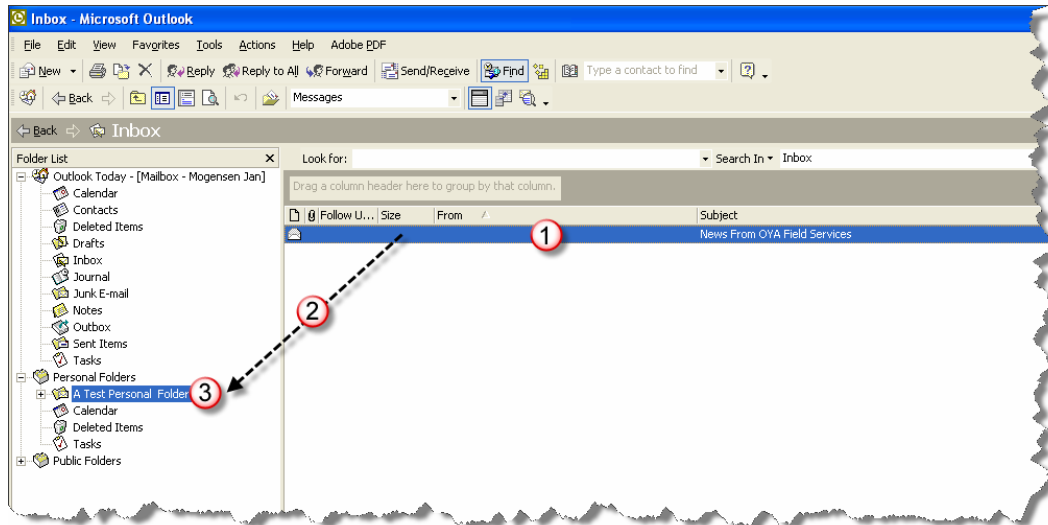 Inbox - Microsoft Outlook
File Edit View Favorites Tools Actions Help Adobe PDF
New Reply Reply to All Forward Send/Receive Find Type a contact to find
Back Messages
Back Inbox
Folder List Look for: Search In Inbox
Outlook Today - [Mailbox - Mogensen Jan]
Drag a column header here to group by that column.
Calendar
Contacts
Follow U... Size From Subject
Deleted Items
1 News From OYA Field Services
Drafts
Inbox
Journal
Junk E-mail
Notes
2
Outbox
Sent Items
Tasks
Personal Folders
A Test Personal Folder 3
Calendar
Deleted Items
Tasks
Public Folders